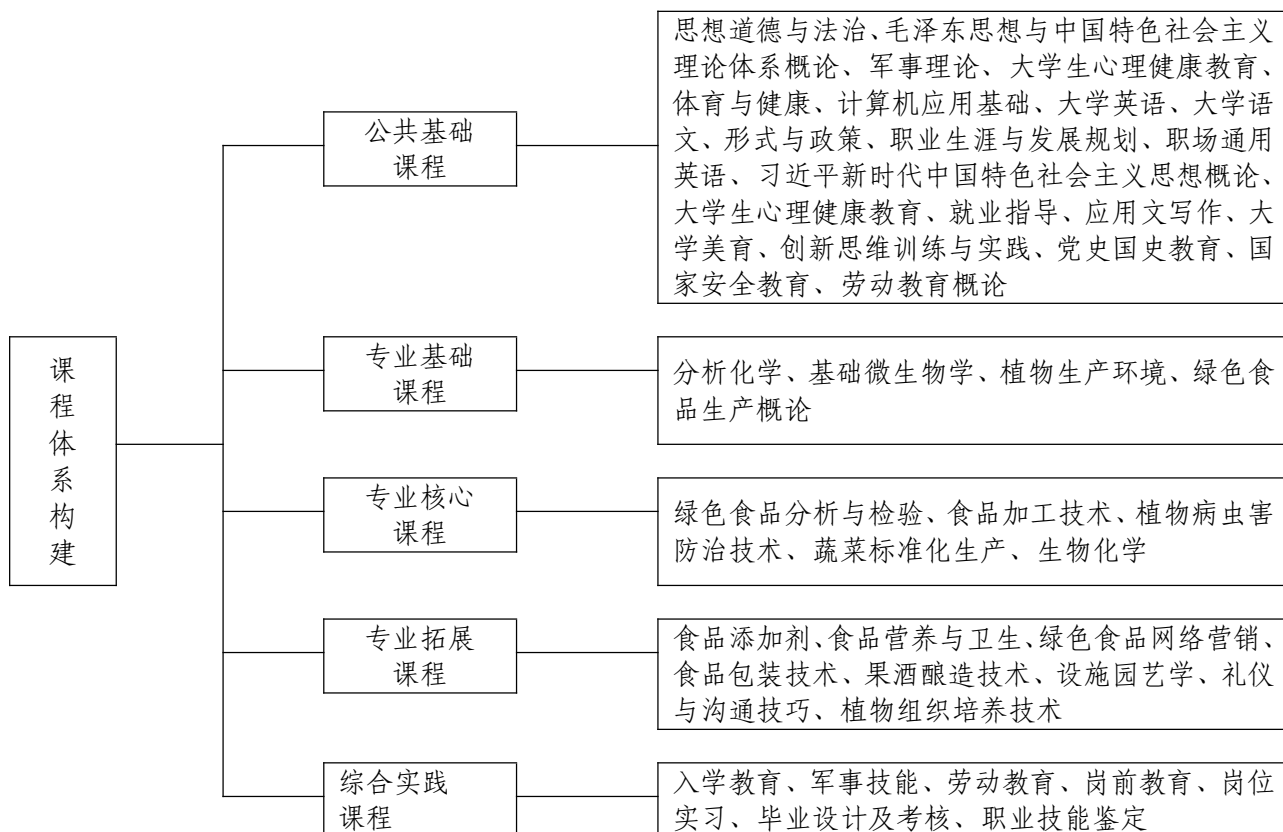 课程体系构建
公共基础
课程
思想道德与法治、毛泽东思想与中国特色社会主义
理论体系概论、军事理论、大学生心理健康教育、
体育与健康、计算机应用基础、大学英语、大学语
文、形式与政策、职业生涯与发展规划、职场通用
英语、习近平新时代中国特色社会主义思想概论、
大学生心理健康教育、就业指导、应用文写作、大
学美育、创新思维训练与实践、党史国史教育、国
家安全教育、劳动教育概论
专业基础
课程
分析化学、基础微生物学、植物生产环境、绿色食
品生产概论
专业核心
课程
绿色食品分析与检验、食品加工技术、植物病虫害
防治技术、蔬菜标准化生产、生物化学
专业拓展
课程
食品添加剂、食品营养与卫生、绿色食品网络营销、
食品包装技术、果酒酿造技术、设施园艺学、礼仪
与沟通技巧、植物组织培养技术
综合实践
课程
入学教育、军事技能、劳动教育、岗前教育、岗位
实习、毕业设计及考核、职业技能鉴定